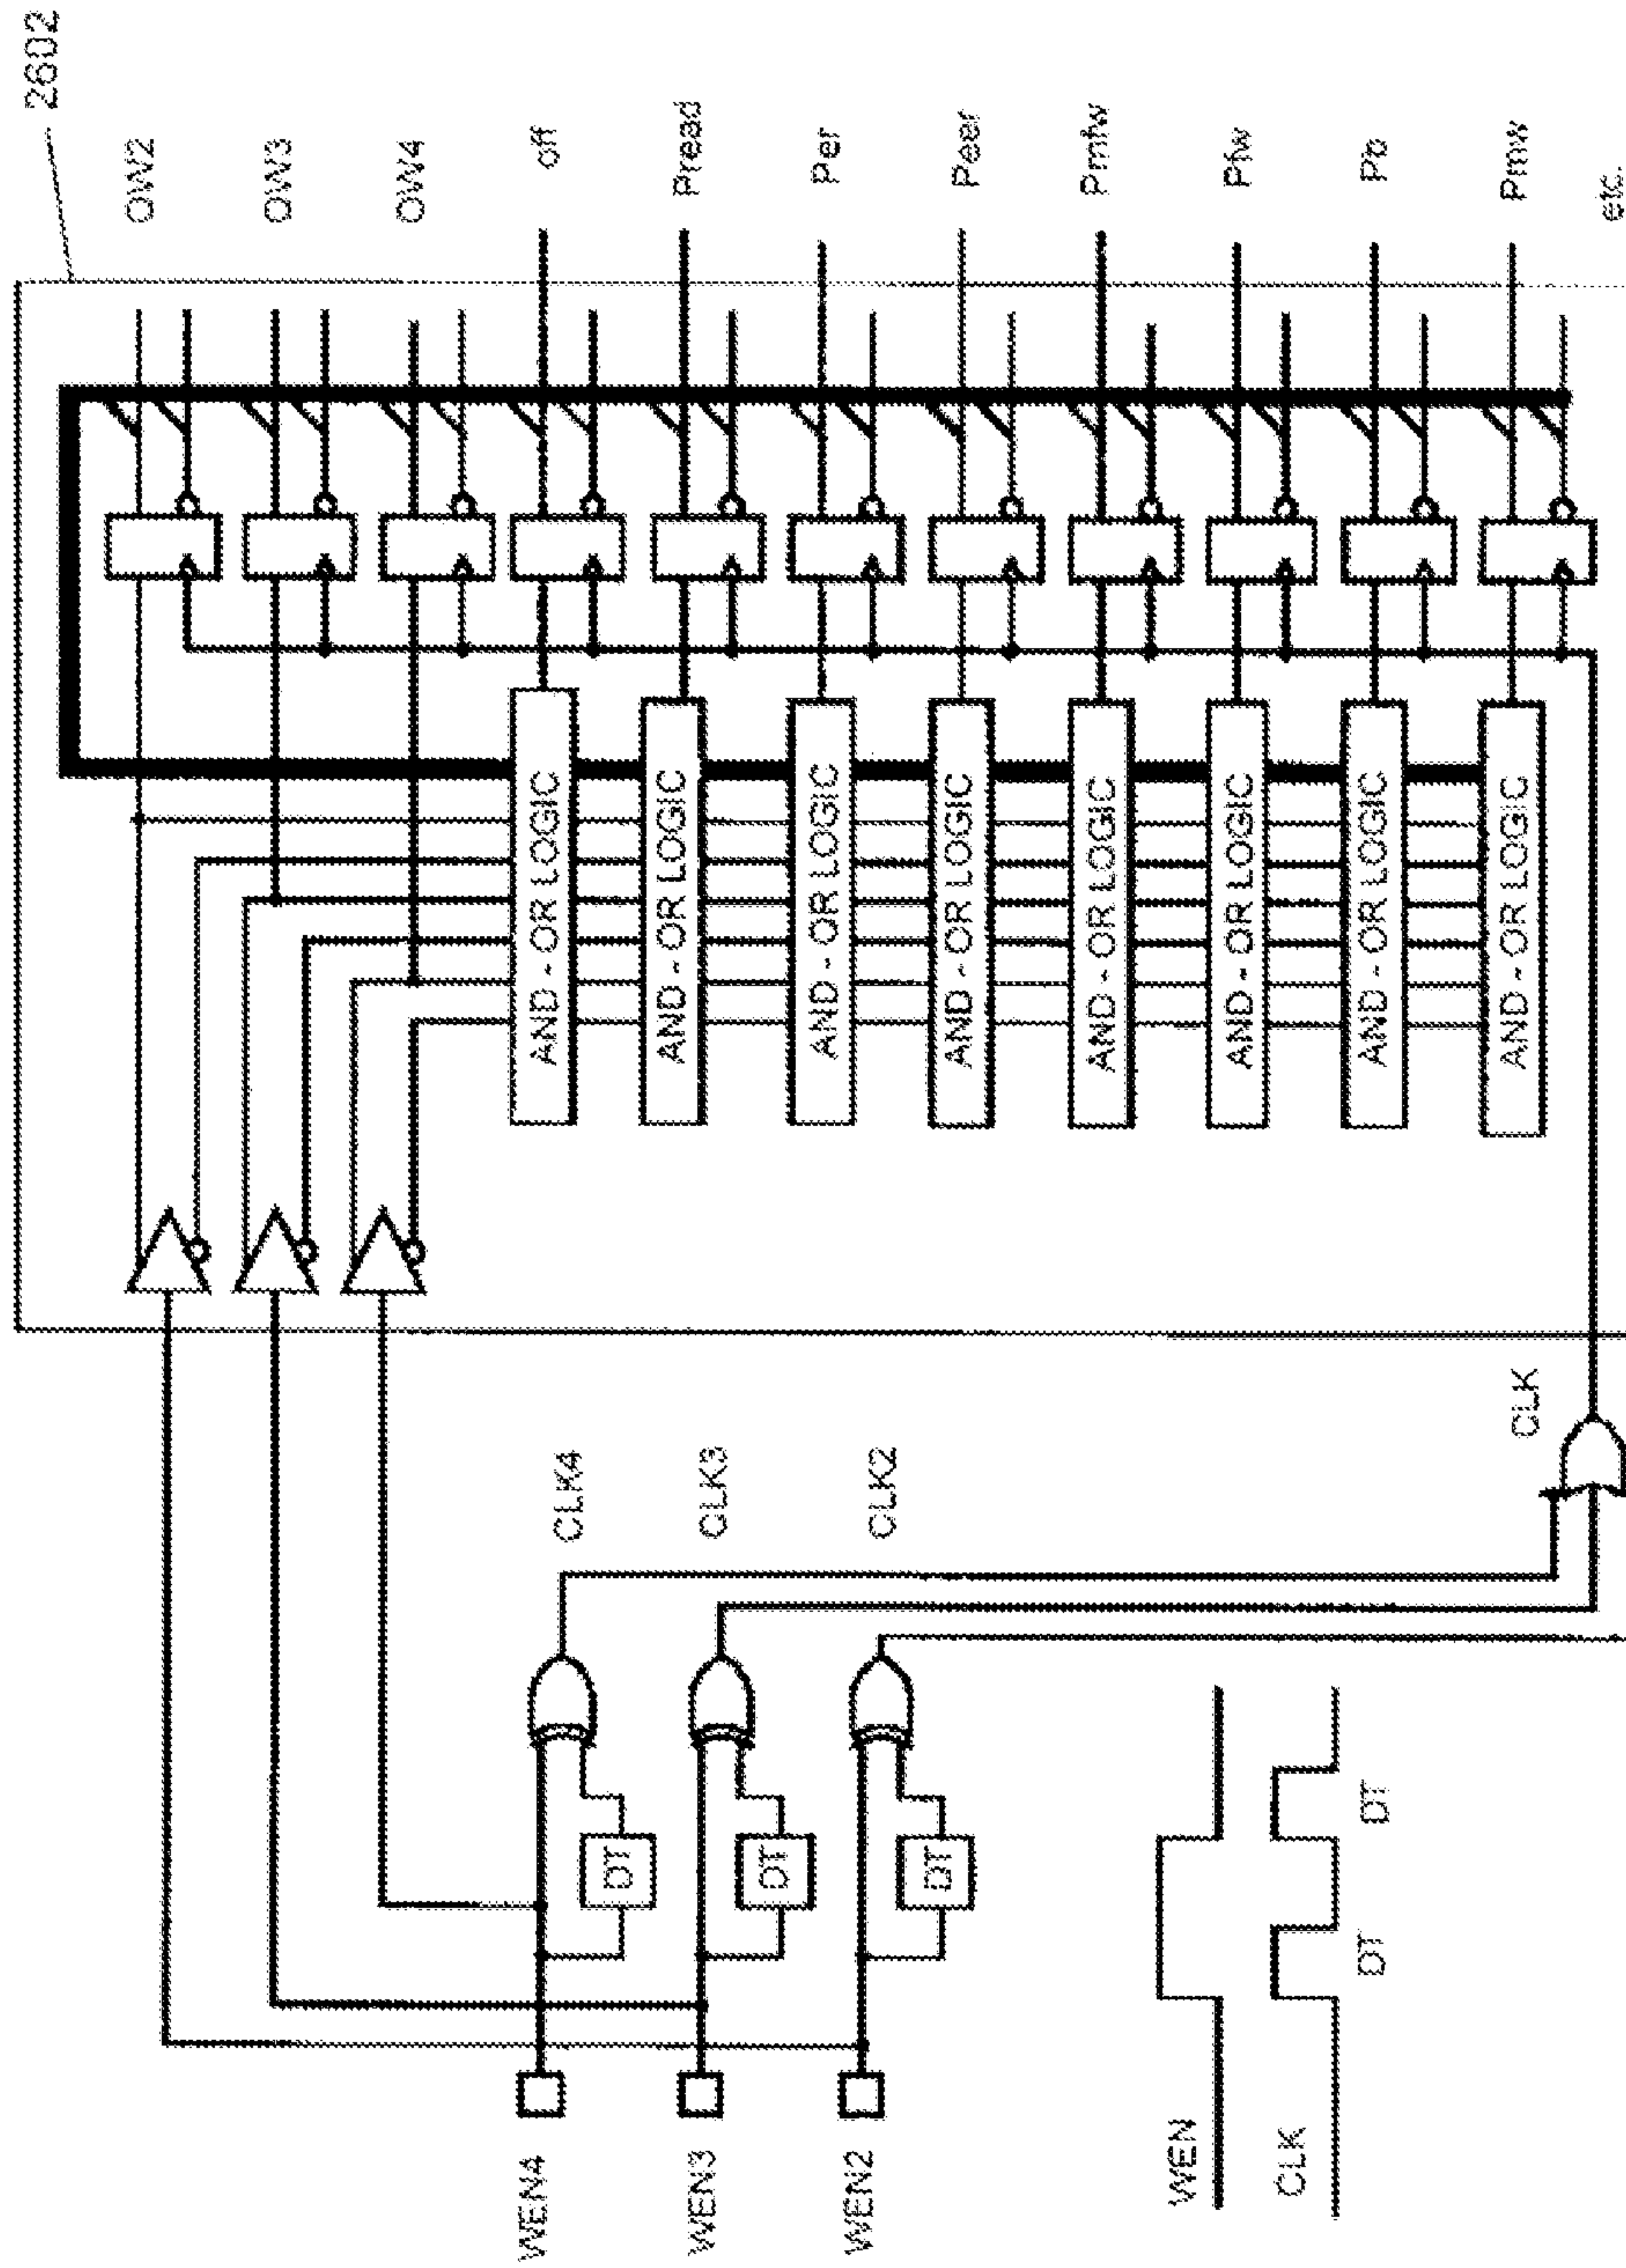 2602
OW2
OW3
OW4
off
Pread
Per
Peer
Pmfw
Pfw
Pp
Pmw
etc.
AND - OR LOGIC
AND - OR LOGIC
AND - OR LOGIC
AND - OR LOGIC
AND - OR LOGIC
AND - OR LOGIC
AND - OR LOGIC
AND - OR LOGIC
CLK
CLK4
CLK3
CLK2
DT
DT
DT
WEN4
WEN3
WEN2
WEN
CLK
DT
DT